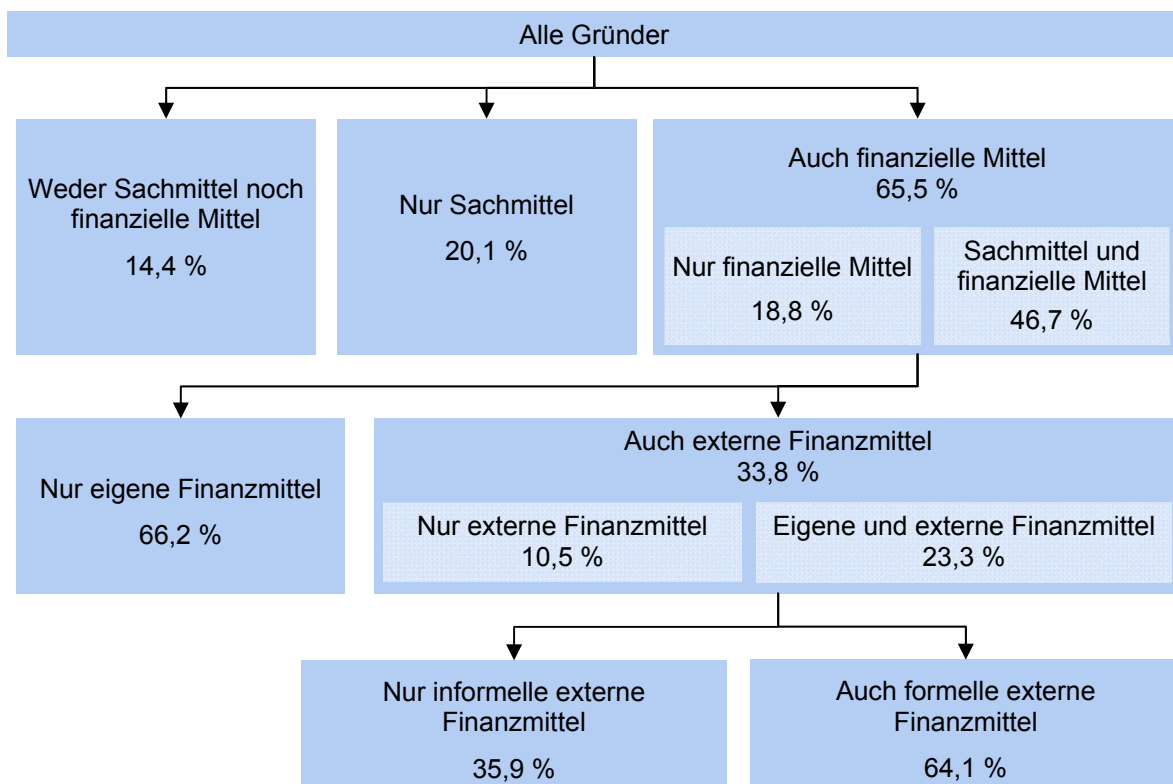 Alle Gründer
Weder Sachmittel noch
finanzielle Mittel
14,4 %
Nur Sachmittel
20,1 %
Auch finanzielle Mittel
65,5 %
Nur finanzielle Mittel
18,8 %
Sachmittel und
finanzielle Mittel
46,7 %
Nur eigene Finanzmittel
66,2 %
Auch externe Finanzmittel
33,8 %
Nur externe Finanzmittel
10,5 %
Eigene und externe Finanzmittel
23,3 %
Nur informelle externe
Finanzmittel
35,9 %
Auch formelle externe
Finanzmittel
64,1 %